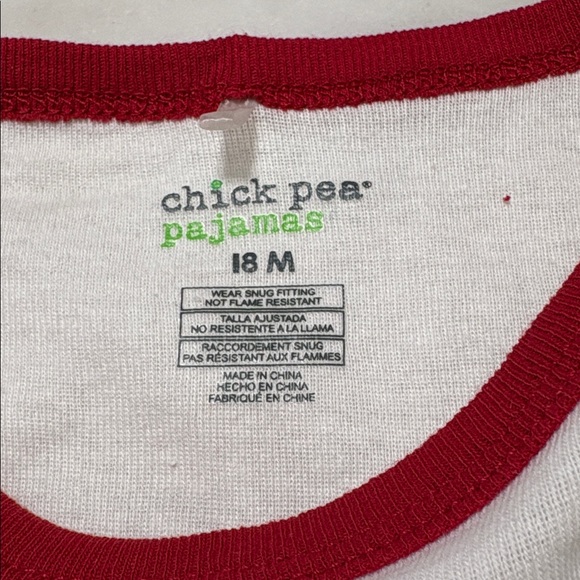 chick pea®
pajamas
18 M
WEAR SNUG FITTING
NOT FLAME RESISTANT
TALLA AJUSTADA
NO RESISTENTE A LA LLAMA
RACCORDEMENT SNUG
PAS RÉSISTANT AUX FLAMMES
MADE IN CHINA
HECHO EN CHINA
FABRIQUÉ EN CHINE